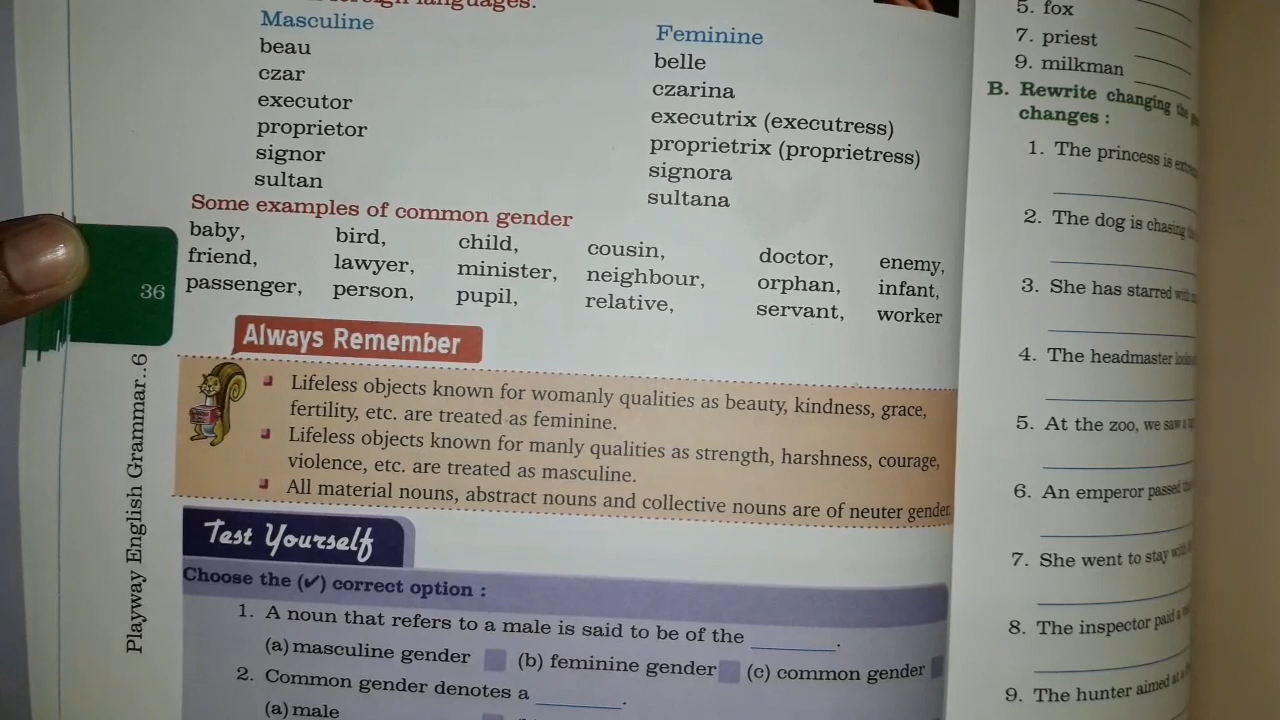 foreign languages.
Masculine Feminine
beau belle
czar czarina
executor executrix (executress)
proprietor proprietrix (proprietress)
signor signora
sultan sultana
Some examples of common gender
baby, bird, child, cousin, doctor, enemy,
friend, lawyer, minister, neighbour, orphan, infant,
passenger, person, pupil, relative, servant, worker
36
Always Remember
Lifeless objects known for womanly qualities as beauty, kindness, grace,
fertility, etc. are treated as feminine.
Lifeless objects known for manly qualities as strength, harshness, courage,
violence, etc. are treated as masculine.
All material nouns, abstract nouns and collective nouns are of neuter gender.
Playway English Grammar..6
Test Yourself
Choose the (✓) correct option :
1. A noun that refers to a male is said to be of the ________.
(a) masculine gender (b) feminine gender (c) common gender
2. Common gender denotes a ________.
(a) male
5. fox
7. priest
9. milkman
B. Rewrite changing the
changes :
1. The princess is
2. The dog is chasing
3. She has starred
4. The headmaster
5. At the zoo, we saw a
6. An emperor passed
7. She went to stay with
8. The inspector paid a
9. The hunter aimed at a